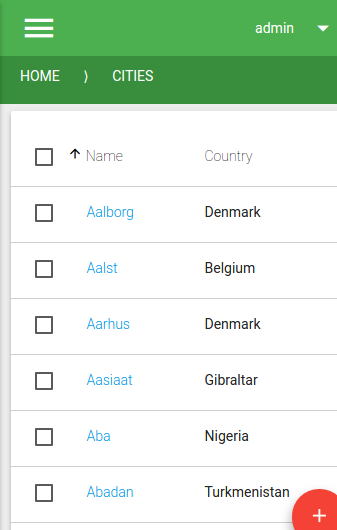 admin
HOME ⟩ CITIES
Name Country
Aalborg Denmark
Aalst Belgium
Aarhus Denmark
Aasiaat Gibraltar
Aba Nigeria
Abadan Turkmenistan